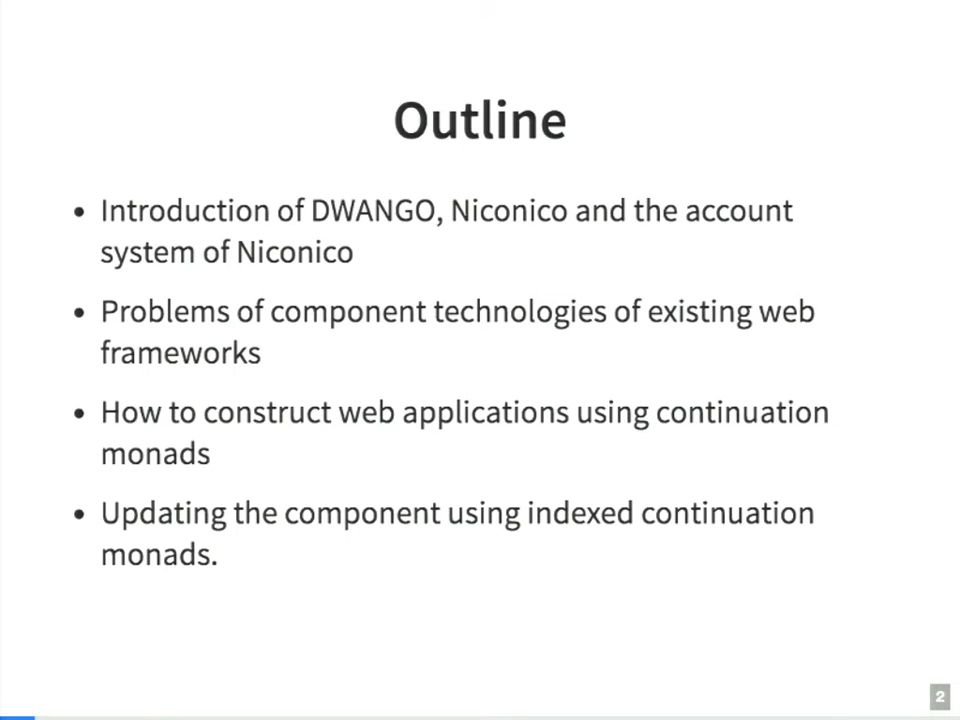 Outline
• Introduction of DWANGO, Niconico and the account
system of Niconico
• Problems of component technologies of existing web
frameworks
• How to construct web applications using continuation
monads
• Updating the component using indexed continuation
monads.
2